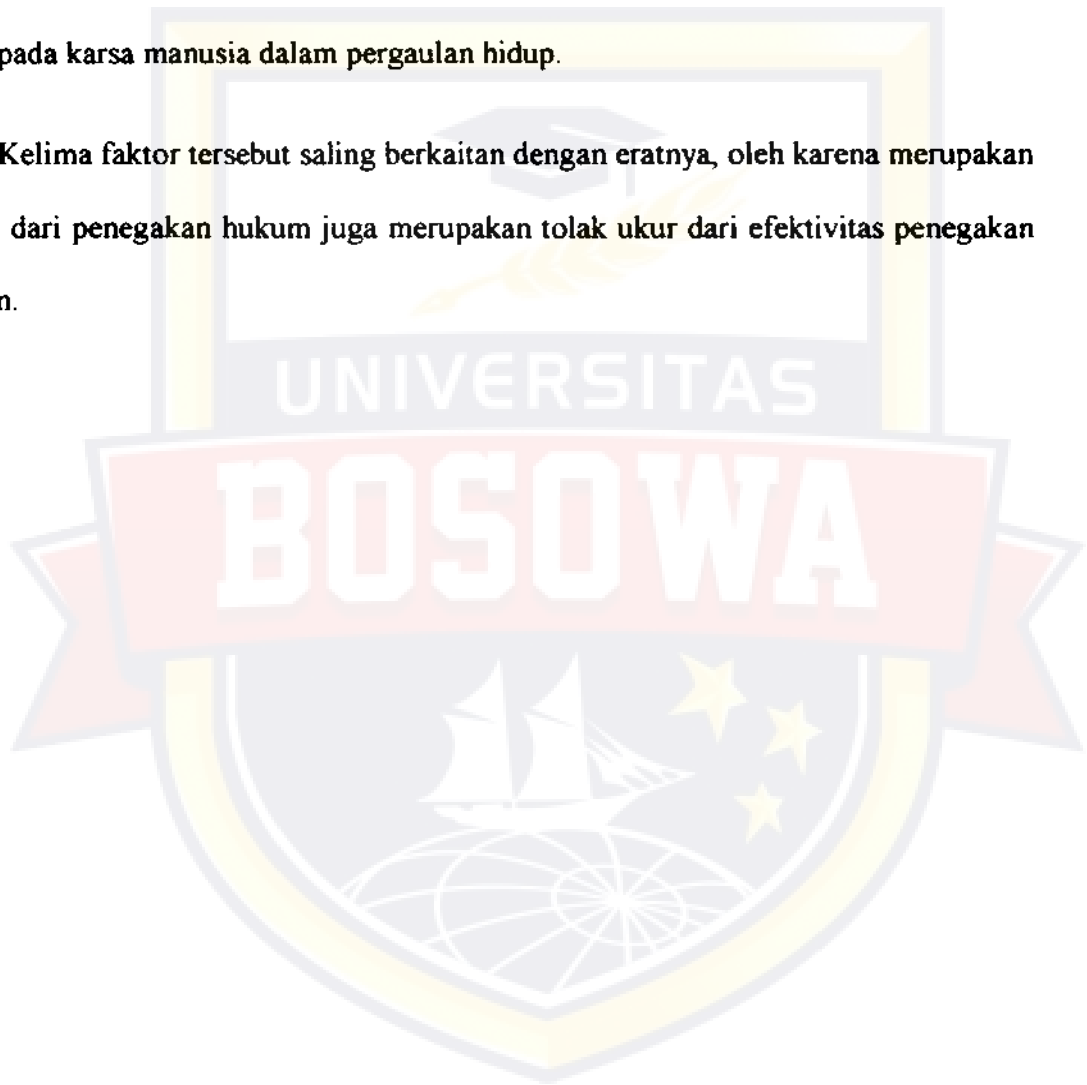 pada karsa manusia dalam pergaulan hidup.
Kelima faktor tersebut saling berkaitan dengan eratnya, oleh karena merupakan
dari penegakan hukum juga merupakan tolak ukur dari efektivitas penegakan
n.
UNIVERSITAS
BOSOWA